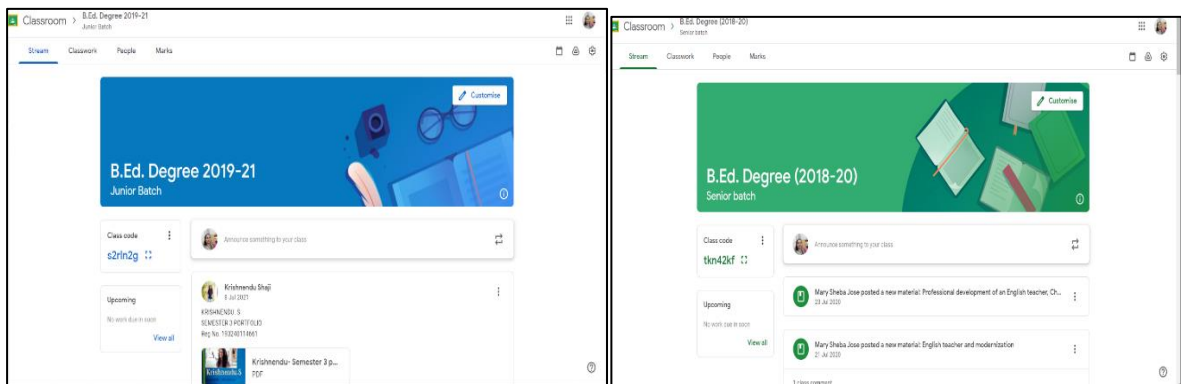 Classroom > B.Ed. Degree 2019-21
Junior Batch
Stream Classwork People Marks
Customise
B.Ed. Degree 2019-21
Junior Batch
Class code
s2rln2g
Announce something to your class
Upcoming
No work due in soon
View all
Krishnendu Shaji
8 Jul 2021
KRISHNENDU. S
SEMESTER 3 PORTFOLIO
Krishnendu- Semester 3 p...
PDF
Krishnendu.S
Classroom > B.Ed. Degree (2018-20)
Senior batch
Stream Classwork People Marks
Customise
B.Ed. Degree (2018-20)
Senior batch
Class code
tkn42kf
Announce something to your class
Upcoming
No work due in soon
View all
Mary Sheba Jose posted a new material: Professional development of an English teacher, Ch...
23 Jul 2020
Mary Sheba Jose posted a new material: English teacher and modernization
21 Jul 2020
1 class comment